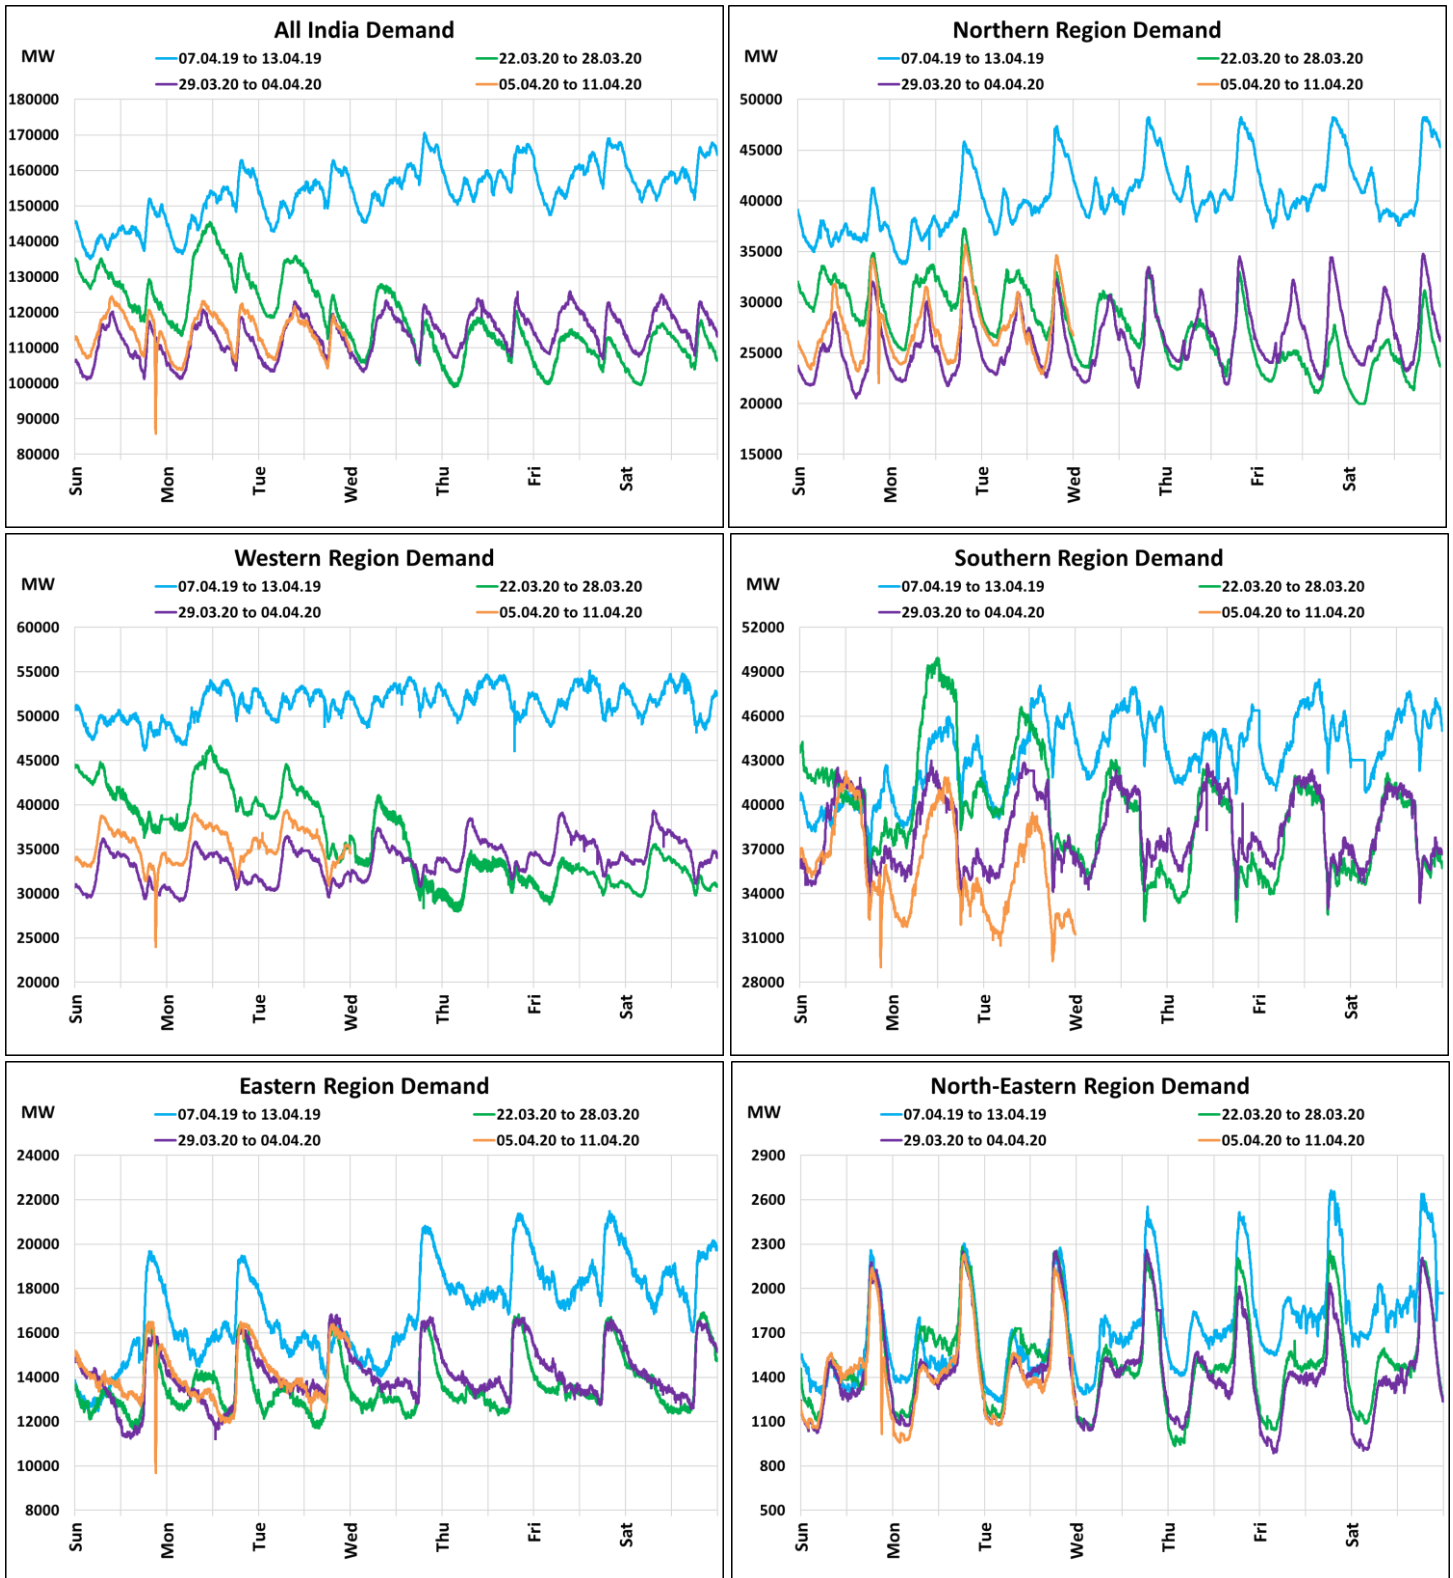 All India Demand
MW
07.04.19 to 13.04.19
22.03.20 to 28.03.20
29.03.20 to 04.04.20
05.04.20 to 11.04.20
180000
170000
160000
150000
140000
130000
120000
110000
100000
90000
80000
Sun
Mon
Tue
Wed
Thu
Fri
Sat
Northern Region Demand
MW
07.04.19 to 13.04.19
22.03.20 to 28.03.20
29.03.20 to 04.04.20
05.04.20 to 11.04.20
50000
45000
40000
35000
30000
25000
20000
15000
Sun
Mon
Tue
Wed
Thu
Fri
Sat
Western Region Demand
MW
07.04.19 to 13.04.19
22.03.20 to 28.03.20
29.03.20 to 04.04.20
05.04.20 to 11.04.20
60000
55000
50000
45000
40000
35000
30000
25000
20000
Sun
Mon
Tue
Wed
Thu
Fri
Sat
Southern Region Demand
MW
07.04.19 to 13.04.19
22.03.20 to 28.03.20
29.03.20 to 04.04.20
05.04.20 to 11.04.20
52000
49000
46000
43000
40000
37000
34000
31000
28000
Sun
Mon
Tue
Wed
Thu
Fri
Sat
Eastern Region Demand
MW
07.04.19 to 13.04.19
22.03.20 to 28.03.20
29.03.20 to 04.04.20
05.04.20 to 11.04.20
24000
22000
20000
18000
16000
14000
12000
10000
8000
Sun
Mon
Tue
Wed
Thu
Fri
Sat
North-Eastern Region Demand
MW
07.04.19 to 13.04.19
22.03.20 to 28.03.20
29.03.20 to 04.04.20
05.04.20 to 11.04.20
2900
2600
2300
2000
1700
1400
1100
800
500
Sun
Mon
Tue
Wed
Thu
Fri
Sat